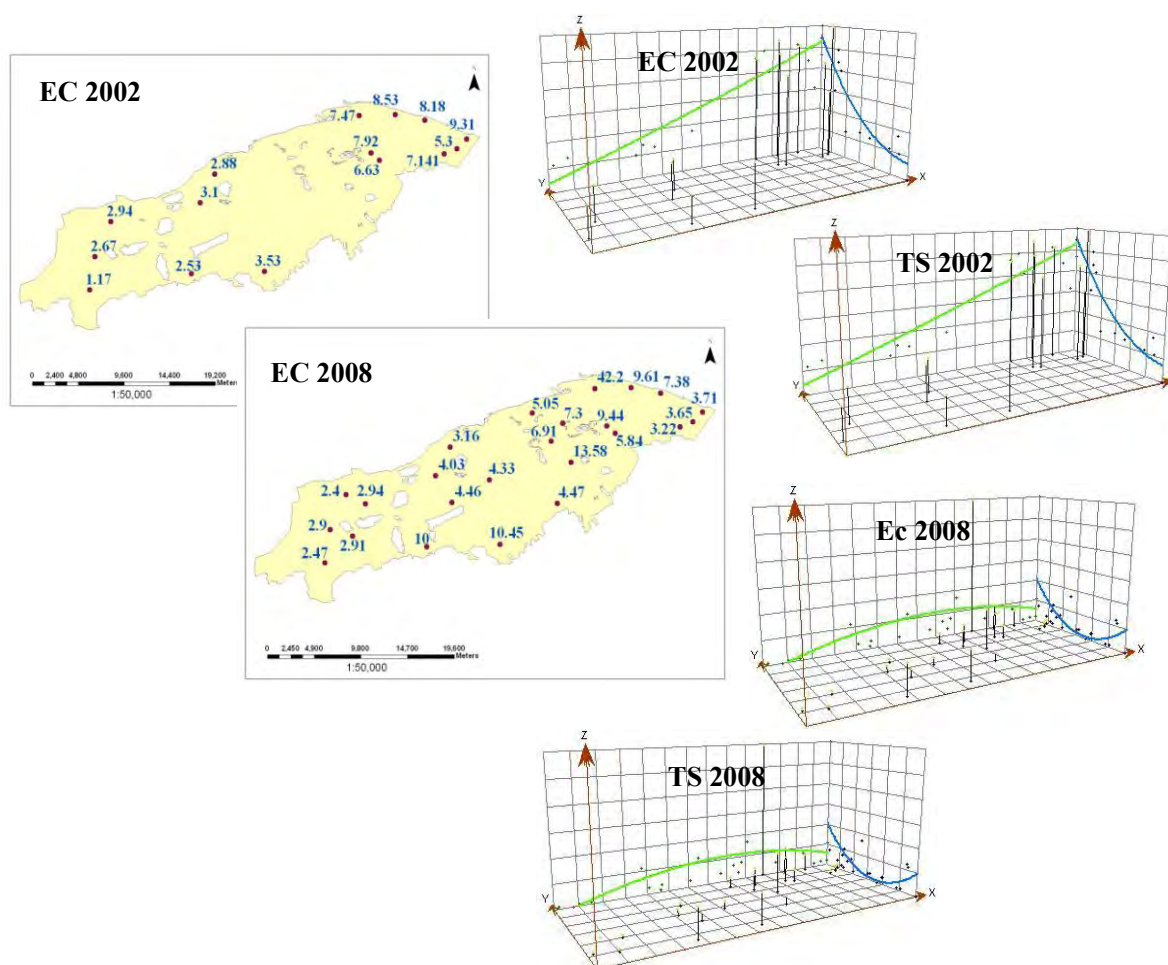 EC 2002
N
7.47
8.53
8.18
9.31
5.3
7.141
7.92
6.63
2.88
3.1
2.94
2.67
1.17
2.53
3.53
0 2,400 4,800 9,600 14,400 19,200
Meters
1:50,000
EC 2008
N
42.2
9.61
7.38
3.71
3.65
3.22
5.05
7.3
9.44
6.91
5.84
13.58
3.16
4.03
4.33
4.46
4.47
2.4
2.94
2.9
2.91
2.47
10
10.45
0 2,450 4,900 9,800 14,700 19,600
Meters
1:50,000
Z
EC 2002
Y
X
Z
TS 2002
Y
Z
Ec 2008
Y
X
Z
TS 2008
Y
X